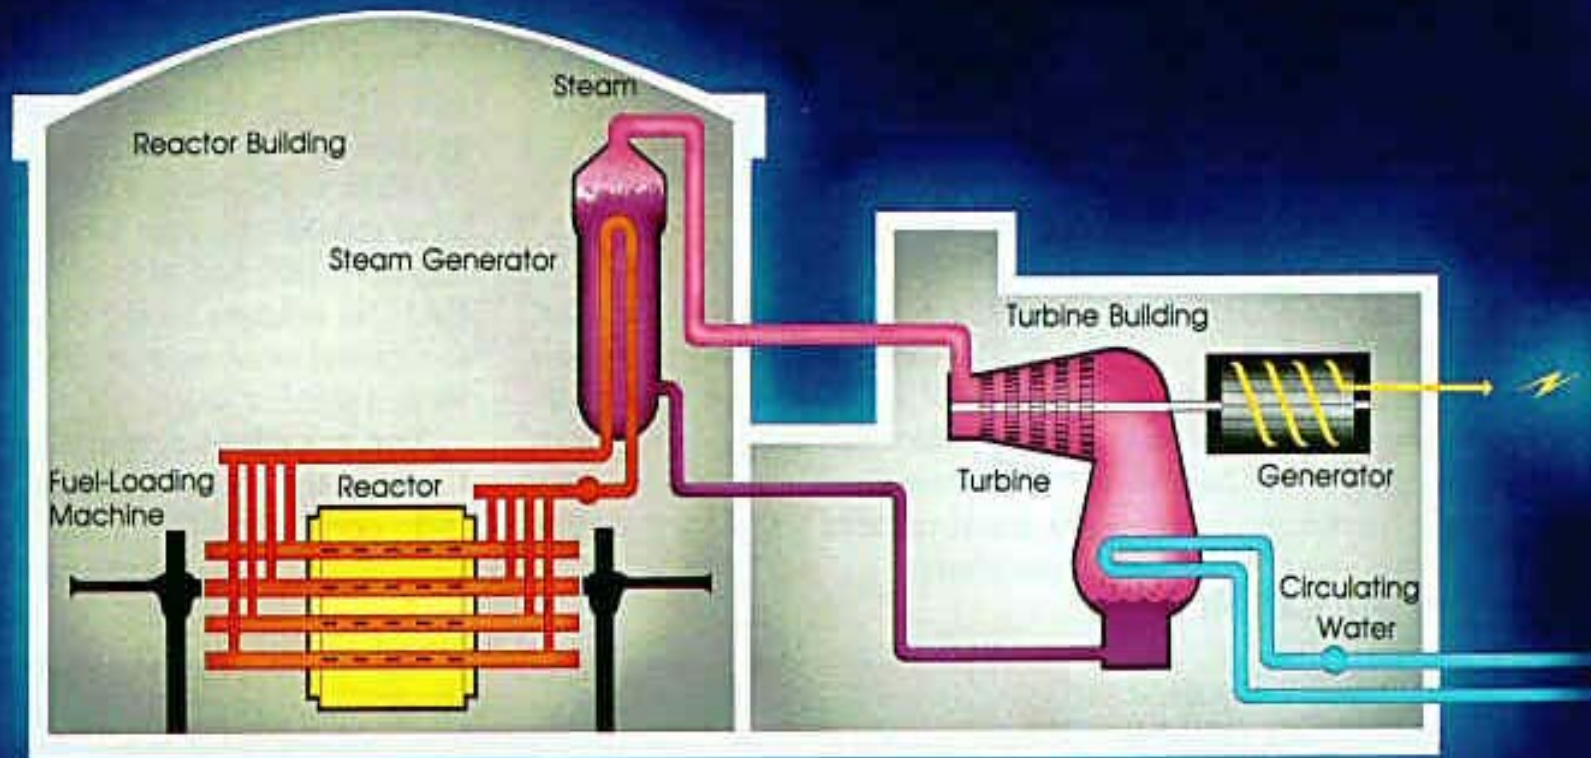 Steam
Reactor Building
Steam Generator
Turbine Building
Fuel-Loading
Machine
Reactor
Turbine
Generator
Circulating
Water